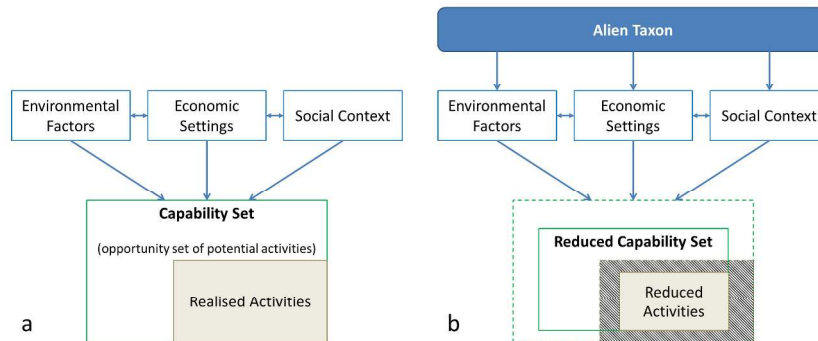 Environmental
Factors
Economic
Settings
Social Context
Capability Set
(opportunity set of potential activities)
Realised Activities
a
Alien Taxon
Environmental
Factors
Economic
Settings
Social Context
Reduced Capability Set
Reduced
Activities
b